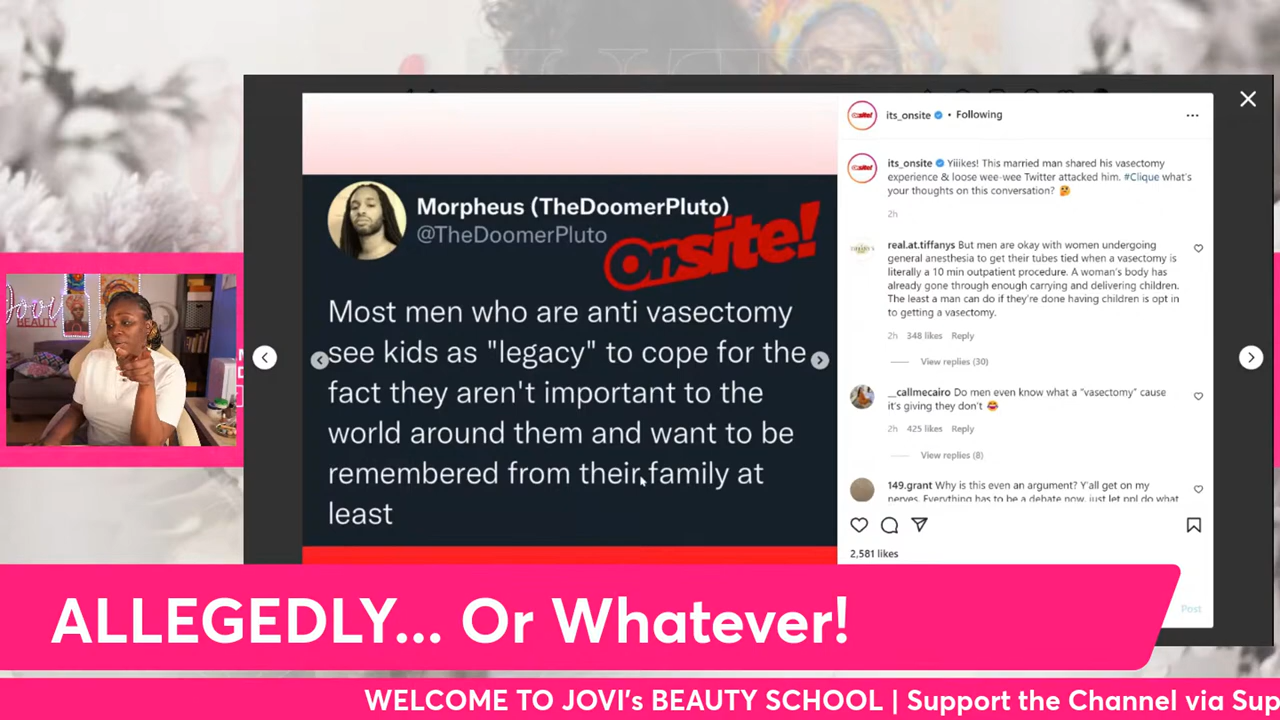 its_onsite • Following
Onsite!
Morpheus (TheDoomerPluto)
@TheDoomerPluto
Onsite!
Most men who are anti vasectomy
see kids as "legacy" to cope for the
fact they aren't important to the
world around them and want to be
remembered from their family at
least
its_onsite Yiiikes! This married man shared his vasectomy
experience & loose wee-wee Twitter attacked him. #Clique what's
your thoughts on this conversation? 🤔
2h
real.at.tiffanys But men are okay with women undergoing
general anesthesia to get their tubes tied when a vasectomy is
literally a 10 min outpatient procedure. A woman's body has
already gone through enough carrying and delivering children.
The least a man can do if they're done having children is opt in
to getting a vasectomy.
2h 348 likes Reply
View replies (30)
__callmecairo Do men even know what a "vasectomy" cause
it's giving they don't 😂
2h 425 likes Reply
View replies (8)
149.grant Why is this even an argument? Y'all get on my
nerves. Everything has to be a debate now, just let ppl do what
2,581 likes
Post
Jovi
BEAUTY
ALLEGEDLY... Or Whatever!
WELCOME TO JOVI's BEAUTY SCHOOL | Support the Channel via Sup